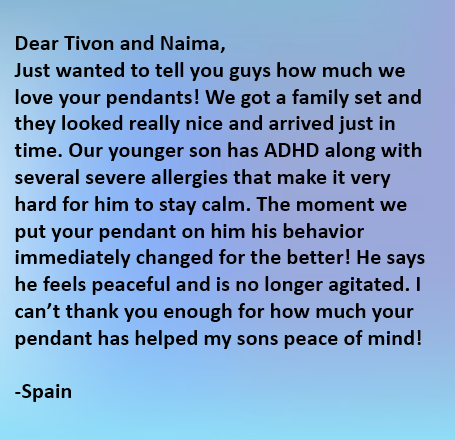 Dear Tivon and Naima,
Just wanted to tell you guys how much we
love your pendants! We got a family set and
they looked really nice and arrived just in
time. Our younger son has ADHD along with
several severe allergies that make it very
hard for him to stay calm. The moment we
put your pendant on him his behavior
immediately changed for the better! He says
he feels peaceful and is no longer agitated. I
can’t thank you enough for how much your
pendant has helped my sons peace of mind!
-Spain